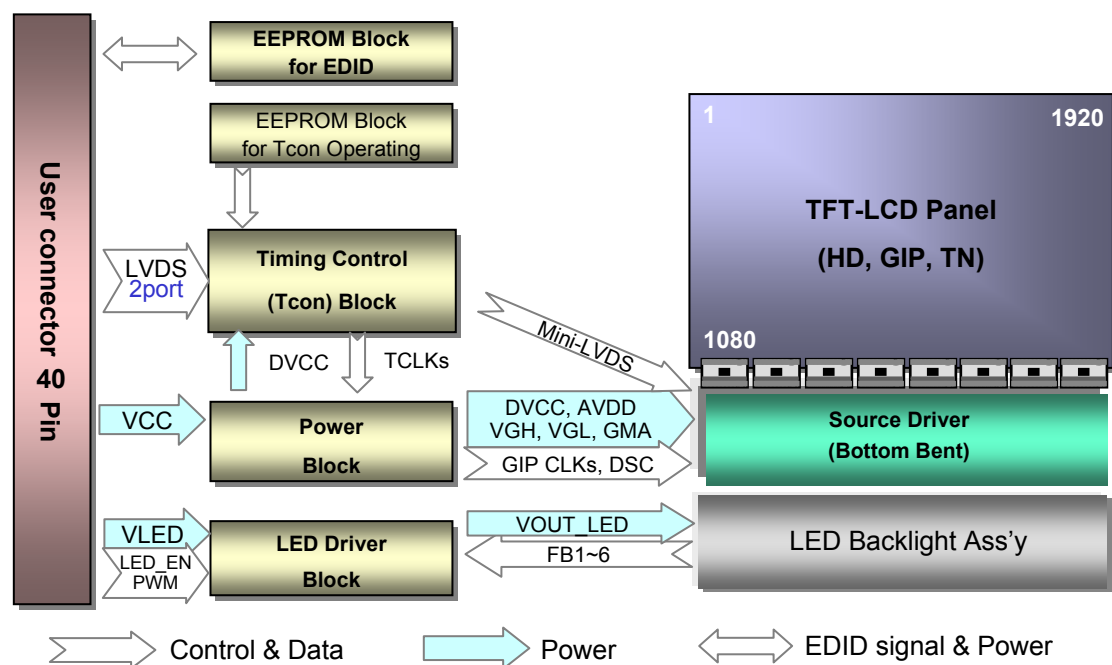 User connector 40 Pin
EEPROM Block
for EDID
EEPROM Block
for Tcon Operating
LVDS
2port
Timing Control
(Tcon) Block
DVCC
TCLKs
Mini-LVDS
VCC
Power
Block
DVCC, AVDD
VGH, VGL, GMA
GIP CLKs, DSC
VLED
LED_EN
PWM
LED Driver
Block
VOUT_LED
FB1~6
1
1920
TFT-LCD Panel
(HD, GIP, TN)
1080
Source Driver
(Bottom Bent)
LED Backlight Ass'y
Control & Data
Power
EDID signal & Power